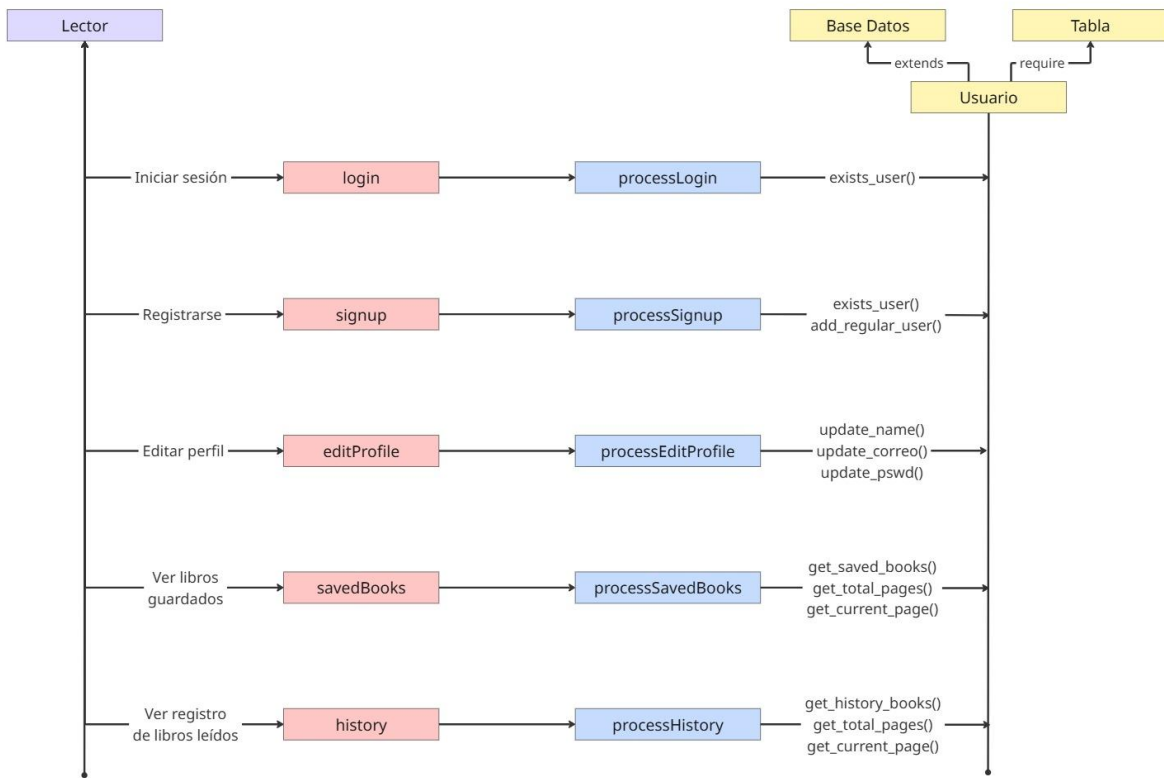 Lector
Base Datos
Tabla
extends
require
Usuario
Iniciar sesión
login
processLogin
exists_user()
Registrarse
signup
processSignup
exists_user()
add_regular_user()
Editar perfil
editProfile
processEditProfile
update_name()
update_correo()
update_pswd()
Ver libros
guardados
savedBooks
processSavedBooks
get_saved_books()
get_total_pages()
get_current_page()
Ver registro
de libros leídos
history
processHistory
get_history_books()
get_total_pages()
get_current_page()